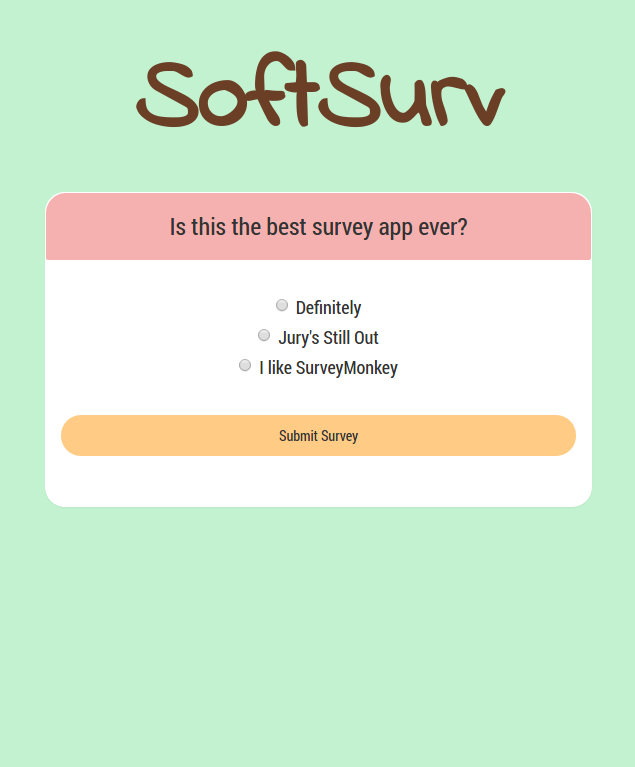 SoftSurv
Is this the best survey app ever?
Definitely
Jury's Still Out
I like SurveyMonkey
Submit Survey